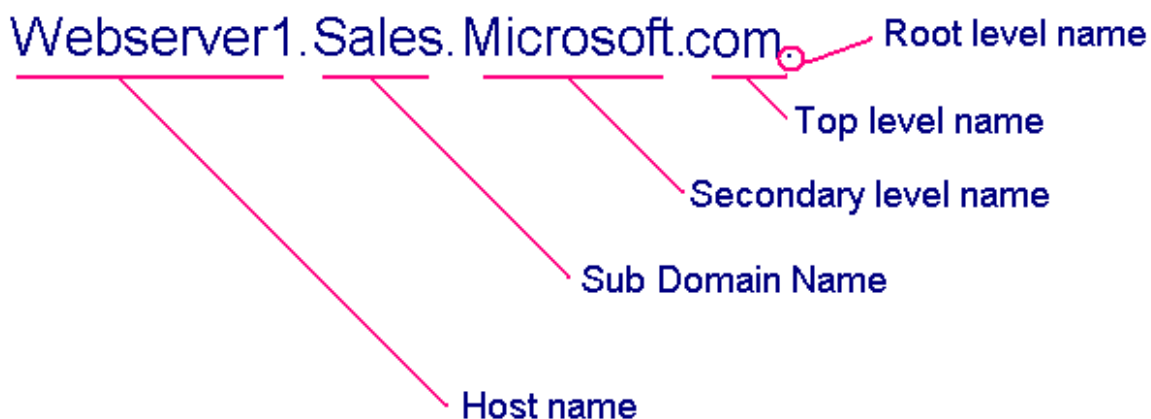 Webserver1.Sales.Microsoft.com.
Root level name
Top level name
Secondary level name
Sub Domain Name
Host name